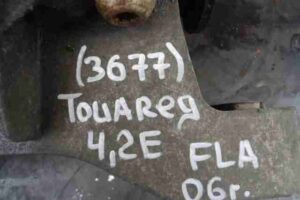 (3677)
Touareg
4,2E FLA
06г.